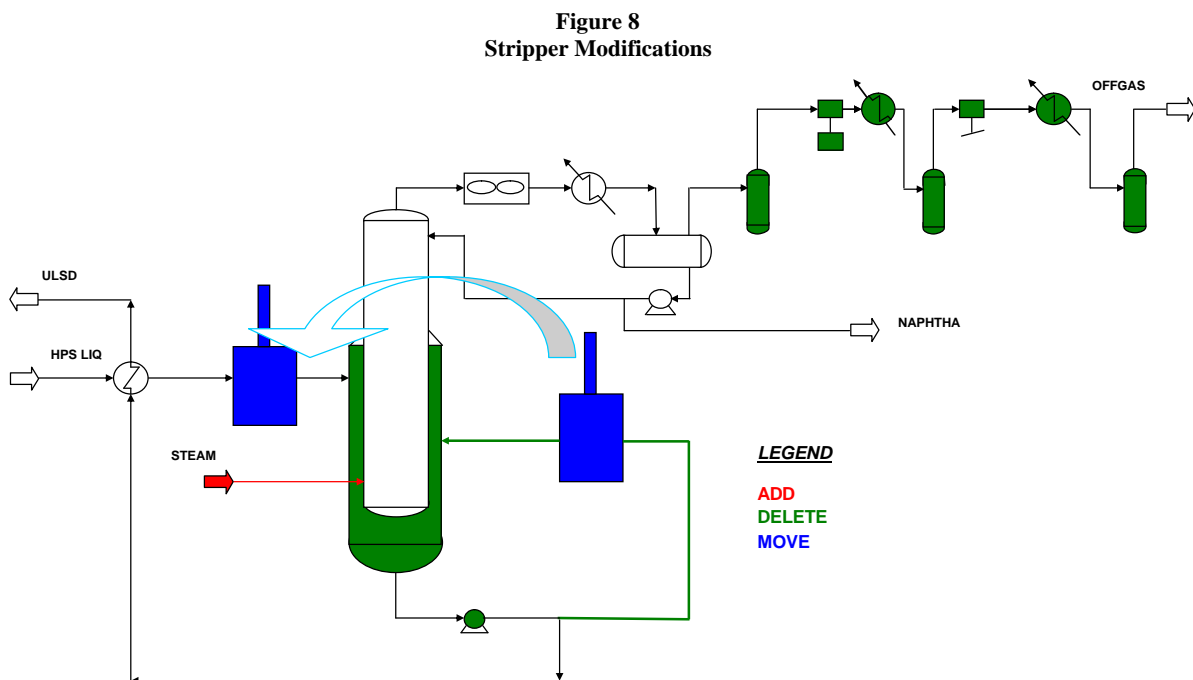 Figure 8
Stripper Modifications
OFFGAS
ULSD
NAPHTHA
HPS LIQ
STEAM
LEGEND
ADD
DELETE
MOVE